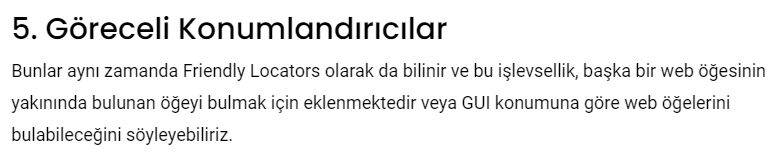 5. Göreceli Konumlandırıcılar
Bunlar aynı zamanda Friendly Locators olarak da bilinir ve bu işlevsellik, başka bir web öğesinin
yakınında bulunan öğeyi bulmak için eklenmektedir veya GUI konumuna göre web öğelerini
bulabileceğini söyleyebiliriz.